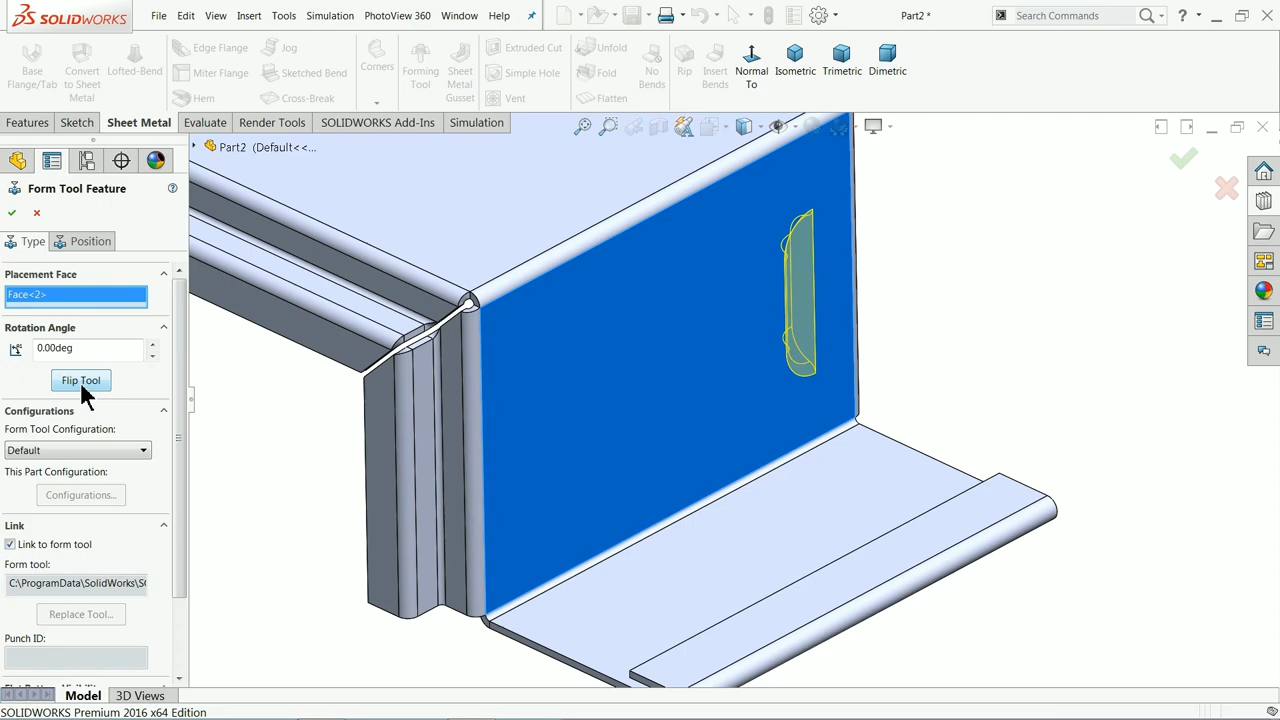 SOLIDWORKS
File Edit View Insert Tools Simulation PhotoView 360 Window Help
Part2 *
Search Commands
?
Base Flange/Tab
Convert to Sheet Metal
Lofted-Bend
Edge Flange
Miter Flange
Hem
Jog
Sketched Bend
Cross-Break
Corners
Forming Tool
Sheet Metal Gusset
Extruded Cut
Simple Hole
Vent
Unfold
Fold
Flatten
No Bends
Rip
Insert Bends
Normal To
Isometric
Trimetric
Dimetric
Features Sketch Sheet Metal Evaluate Render Tools SOLIDWORKS Add-Ins Simulation
Part2 (Default<<...
Form Tool Feature
?
Type Position
Placement Face
Face<2>
Rotation Angle
0.00deg
Flip Tool
Configurations
Form Tool Configuration:
Default
This Part Configuration:
Configurations...
Link
Link to form tool
Form tool:
C:\ProgramData\SolidWorks\S
Replace Tool...
Punch ID:
Model 3D Views
SOLIDWORKS Premium 2016 x64 Edition